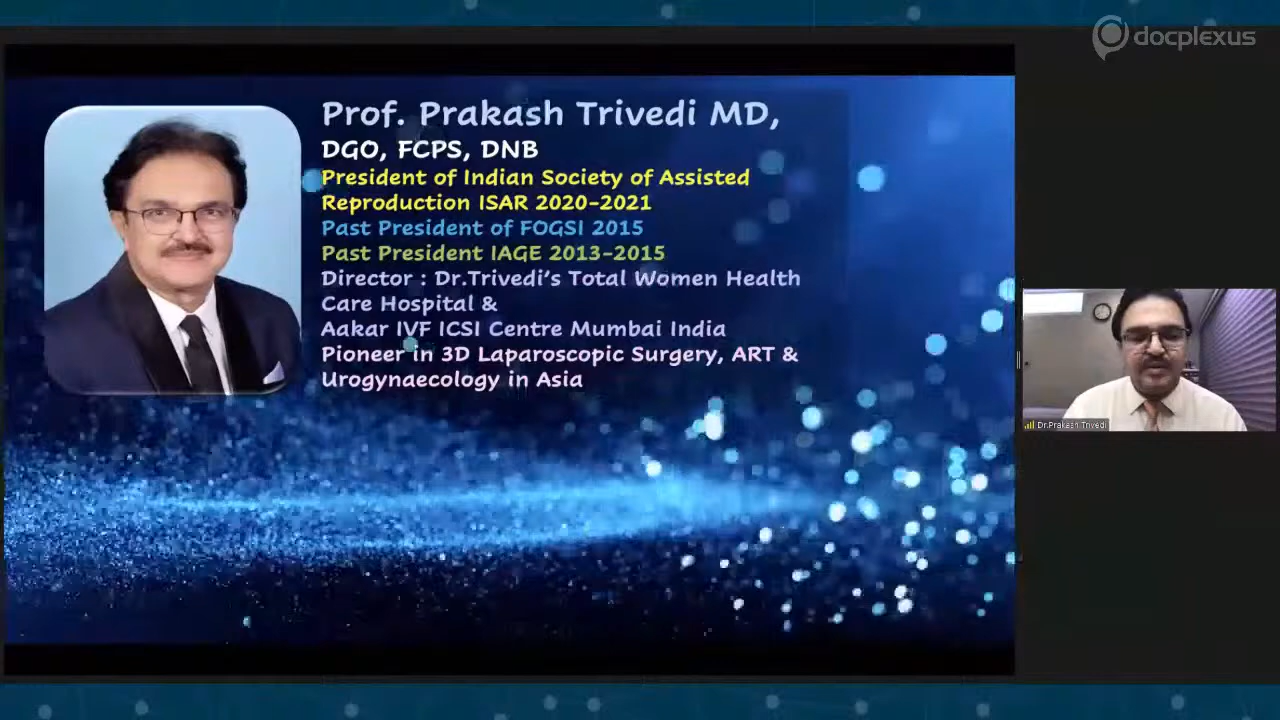 docplexus
Prof. Prakash Trivedi MD,
DGO, FCPS, DNB
President of Indian Society of Assisted
Reproduction ISAR 2020-2021
Past President of FOGSI 2015
Past President IAGE 2013-2015
Director : Dr.Trivedi's Total Women Health
Care Hospital &
Aakar IVF ICSI Centre Mumbai India
Pioneer in 3D Laparoscopic Surgery, ART &
Urogynaecology in Asia
Dr.Prakash Trivedi